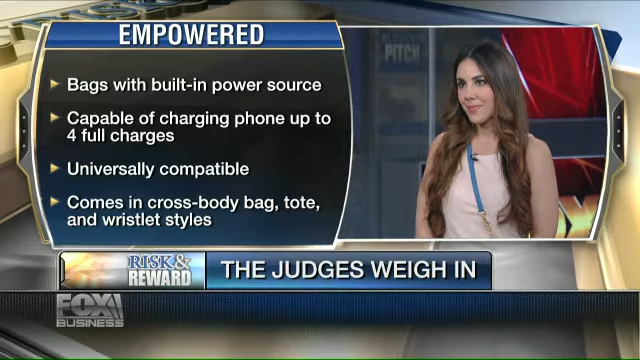 EMPOWERED
Bags with built-in power source
Capable of charging phone up to
4 full charges
Universally compatible
Comes in cross-body bag, tote,
and wristlet styles
PITCH
RISK&
REWARD
THE JUDGES WEIGH IN
FOX
BUSINESS